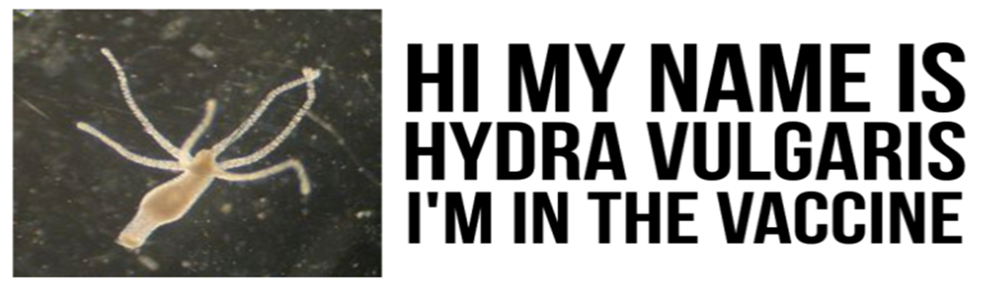 HI MY NAME IS
HYDRA VULGARIS
I'M IN THE VACCINE